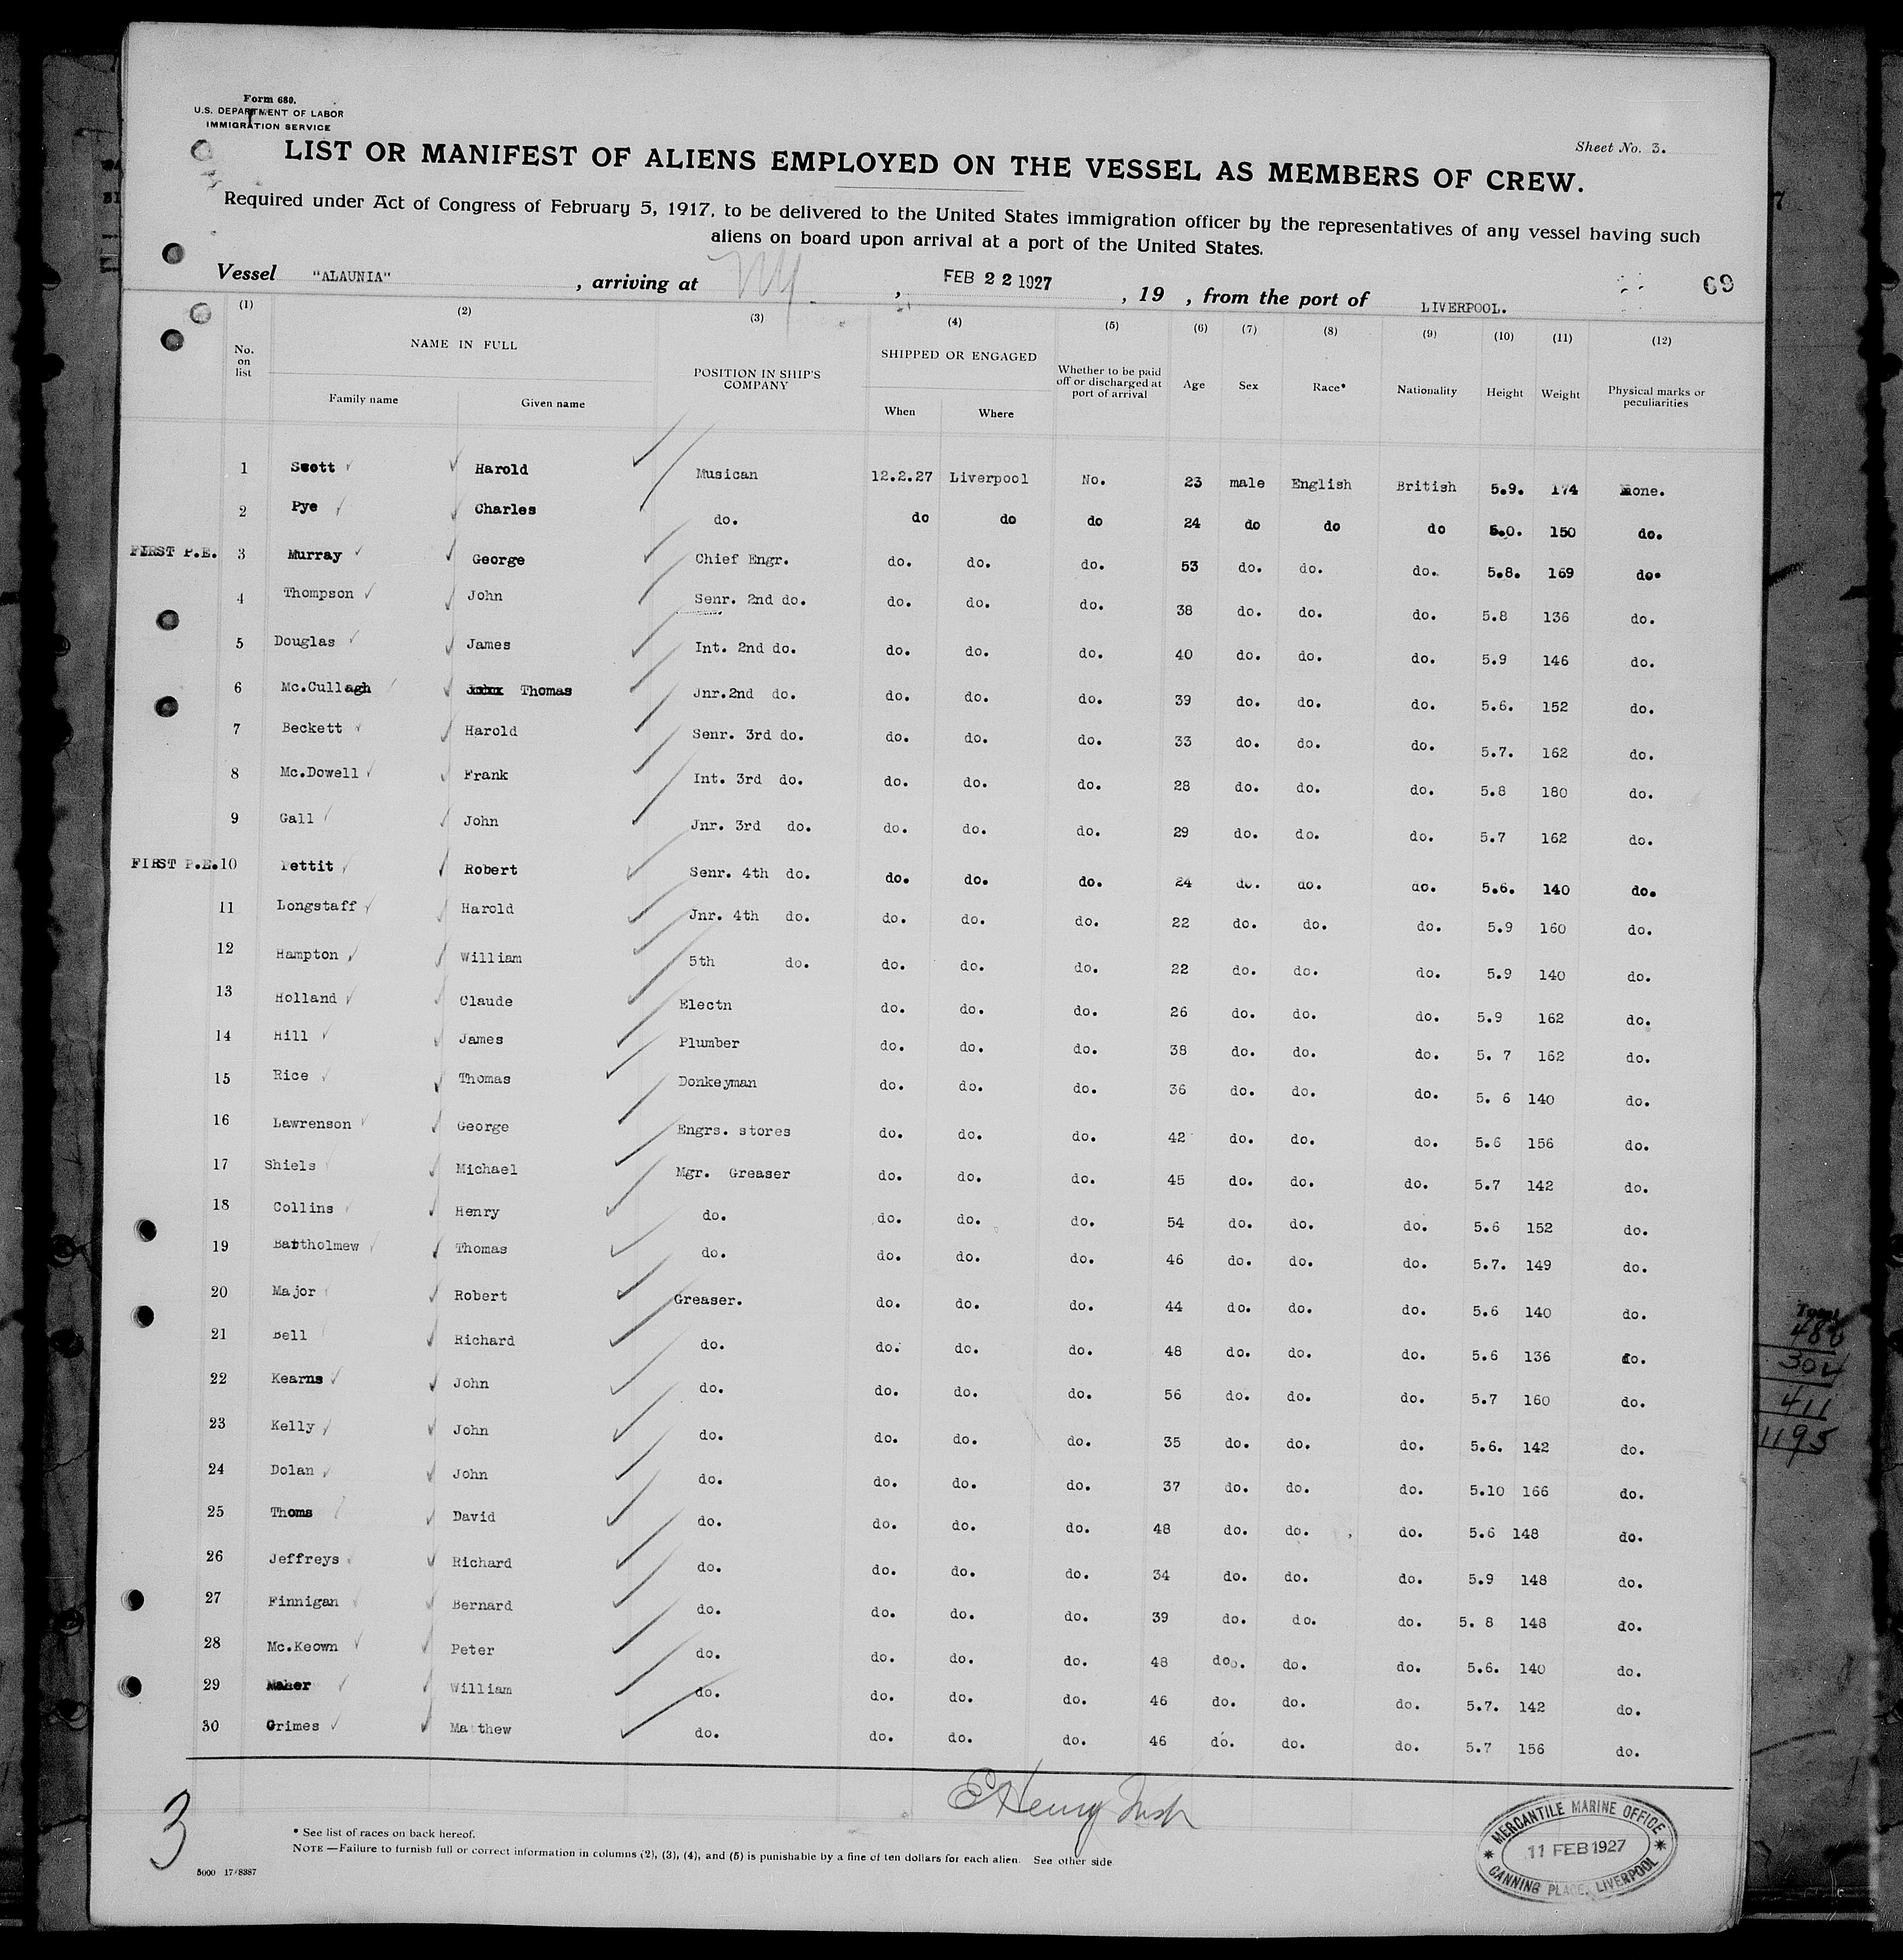 Form 680.
U.S. DEPARTMENT OF LABOR
IMMIGRATION SERVICE
Sheet No. 3.
LIST OR MANIFEST OF ALIENS EMPLOYED ON THE VESSEL AS MEMBERS OF CREW.
Required under Act of Congress of February 5, 1917, to be delivered to the United States immigration officer by the representatives of any vessel having such
aliens on board upon arrival at a port of the United States.
Vessel "ALAUNIA" , arriving at NY. , FEB 22 1927 , 19 , from the port of LIVERPOOL. 69
(1) (2) (3) (4) (5) (6) (7) (8) (9) (10) (11) (12)
No. on list NAME IN FULL Family name Given name POSITION IN SHIP'S COMPANY SHIPPED OR ENGAGED When Where Whether to be paid off or discharged at port of arrival Age Sex Race* Nationality Height Weight Physical marks or peculiarities
1 Scott Harold Musican 12.2.27 Liverpool No. 23 male English British 5.9. 174 none.
2 Pye Charles do. do do do 24 do do do 5.0. 150 do.
FIRST P.E. 3 Murray George Chief Engr. do. do. do. 53 do. do. do. 5.8. 169 do.
4 Thompson John Senr. 2nd do. do. do. do. 38 do. do. do. 5.8 136 do.
5 Douglas James Int. 2nd do. do. do. do. 40 do. do. do. 5.9 146 do.
6 Mc.Cullagh Thomas Jnr.2nd do. do. do. do. 39 do. do. do. 5.6. 152 do.
7 Beckett Harold Senr. 3rd do. do. do. do. 33 do. do. do. 5.7. 162 do.
8 Mc.Dowell Frank Int. 3rd do. do. do. do. 28 do. do. do. 5.8 180 do.
9 Gall John Jnr. 3rd do. do. do. do. 29 do. do. do. 5.7 162 do.
FIRST P.E. 10 Pettit Robert Senr. 4th do. do. do. do. 24 do. do. do. 5.6. 140 do.
11 Longstaff Harold Jnr. 4th do. do. do. do. 22 do. do. do. 5.9 160 do.
12 Hampton William 5th do. do. do. do. 22 do. do. do. 5.9 140 do.
13 Holland Claude Electn do. do. do. 26 do. do. do. 5.9 162 do.
14 Hill James Plumber do. do. do. 38 do. do. do. 5. 7 162 do.
15 Rice Thomas Donkeyman do. do. do. 36 do. do. do. 5. 6 140 do.
16 Lawrenson George Engrs. stores do. do. do. 42 do. do. do. 5.6 156 do.
17 Shiels Michael Mgr. Greaser do. do. do. 45 do. do. do. 5.7 142 do.
18 Collins Henry do. do. do. do. 54 do. do. do. 5.6 152 do.
19 Bartholmew Thomas do. do. do. do. 46 do. do. do. 5.7. 149 do.
20 Major Robert Greaser. do. do. do. 44 do. do. do. 5.6 140 do.
21 Bell Richard do. do. do. do. 48 do. do. do. 5.6 136 do.
22 Kearns John do. do. do. do. 56 do. do. do. 5.7 160 do.
23 Kelly John do. do. do. do. 35 do. do. do. 5.6. 142 do.
24 Dolan John do. do. do. do. 37 do. do. do. 5.10 166 do.
25 Thoms David do. do. do. do. 48 do. do. do. 5.6 148 do.
26 Jeffreys Richard do. do. do. do. 34 do. do. do. 5.9 148 do.
27 Finnigan Bernard do. do. do. do. 39 do. do. do. 5. 8 148 do.
28 Mc.Keown Peter do. do. do. do. 48 do. do. do. 5.6. 140 do.
29 Maher William do. do. do. do. 46 do. do. do. 5.7. 142 do.
30 Grimes Matthew do. do. do. do. 46 do. do. do. 5.7 156 do.
486
304
411
1195
3
* See list of races on back hereof.
NOTE—Failure to furnish full or correct information in columns (2), (3), (4), and (5) is punishable by a fine of ten dollars for each alien. See other side
5000 17/8387
MERCANTILE MARINE OFFICE
11 FEB 1927
CANNING PLACE, LIVERPOOL